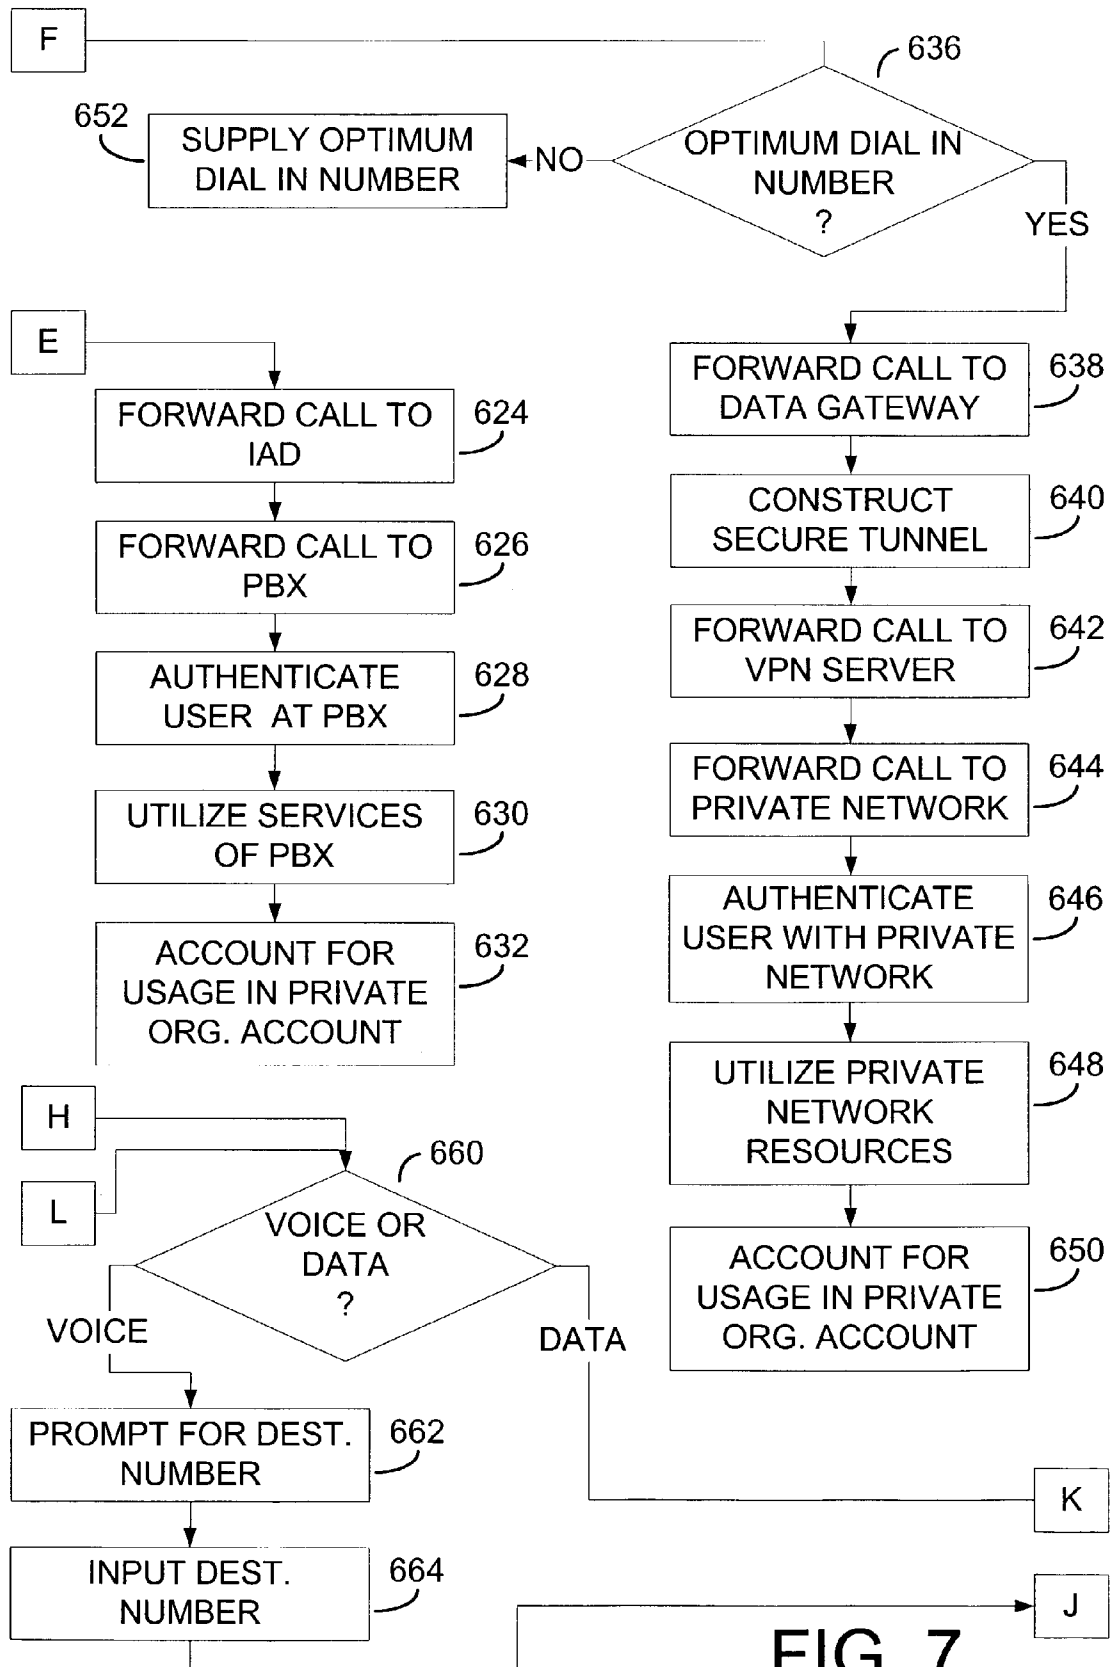 F
636
652
SUPPLY OPTIMUM
DIAL IN NUMBER
NO
OPTIMUM DIAL IN
NUMBER
?
YES
E
FORWARD CALL TO
IAD
624
FORWARD CALL TO
PBX
626
AUTHENTICATE
USER AT PBX
628
UTILIZE SERVICES
OF PBX
630
ACCOUNT FOR
USAGE IN PRIVATE
ORG. ACCOUNT
632
FORWARD CALL TO
DATA GATEWAY
638
CONSTRUCT
SECURE TUNNEL
640
FORWARD CALL TO
VPN SERVER
642
FORWARD CALL TO
PRIVATE NETWORK
644
AUTHENTICATE
USER WITH PRIVATE
NETWORK
646
UTILIZE PRIVATE
NETWORK
RESOURCES
648
ACCOUNT FOR
USAGE IN PRIVATE
ORG. ACCOUNT
650
H
L
660
VOICE OR
DATA
?
VOICE
DATA
PROMPT FOR DEST.
NUMBER
662
INPUT DEST.
NUMBER
664
K
J
FIG. 7